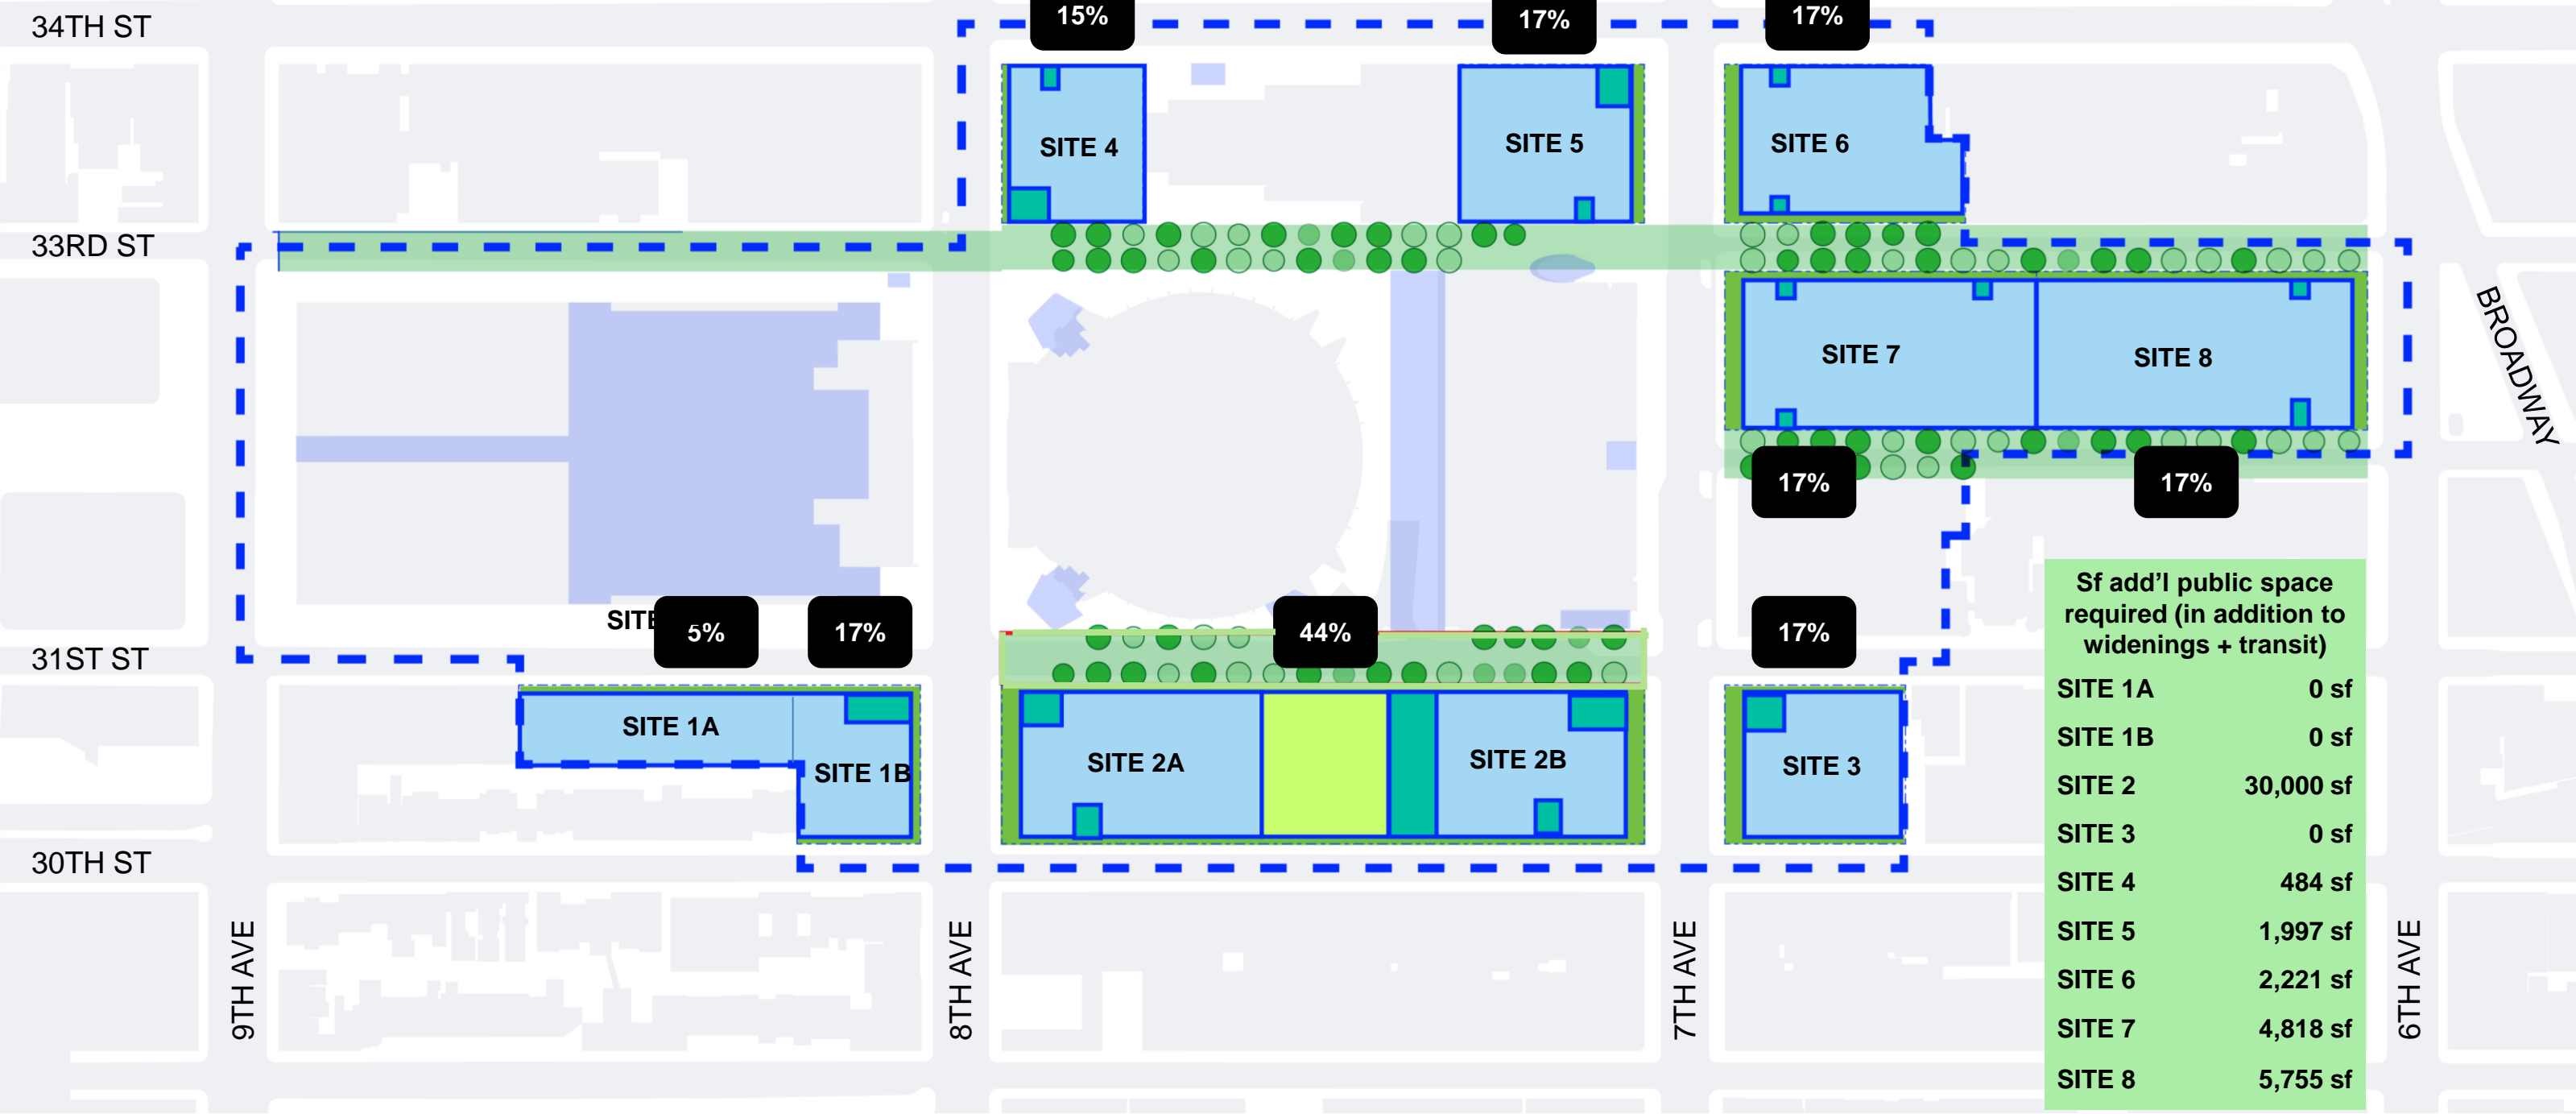 34TH ST
15%
17%
17%
SITE 4
SITE 5
SITE 6
33RD ST
SITE 7
SITE 8
BROADWAY
17%
17%
SITE
5%
17%
44%
17%
31ST ST
SITE 1A
SITE 1B
SITE 2A
SITE 2B
SITE 3
30TH ST
9TH AVE
8TH AVE
7TH AVE
6TH AVE
Sf add’l public space
required (in addition to
widenings + transit)
SITE 1A 0 sf
SITE 1B 0 sf
SITE 2 30,000 sf
SITE 3 0 sf
SITE 4 484 sf
SITE 5 1,997 sf
SITE 6 2,221 sf
SITE 7 4,818 sf
SITE 8 5,755 sf